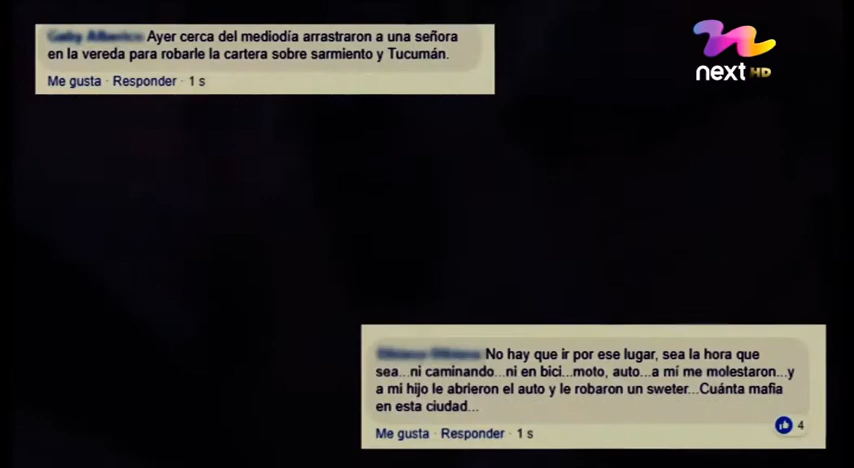 Ayer cerca del mediodía arrastraron a una señora
en la vereda para robarle la cartera sobre sarmiento y Tucumán.
Me gusta · Responder · 1 s
next HD
No hay que ir por ese lugar, sea la hora que
sea...ni caminando...ni en bici...moto, auto...a mí me molestaron...y
a mi hijo le abrieron el auto y le robaron un sweter...Cuánta mafia
en esta ciudad...
4
Me gusta · Responder · 1 s